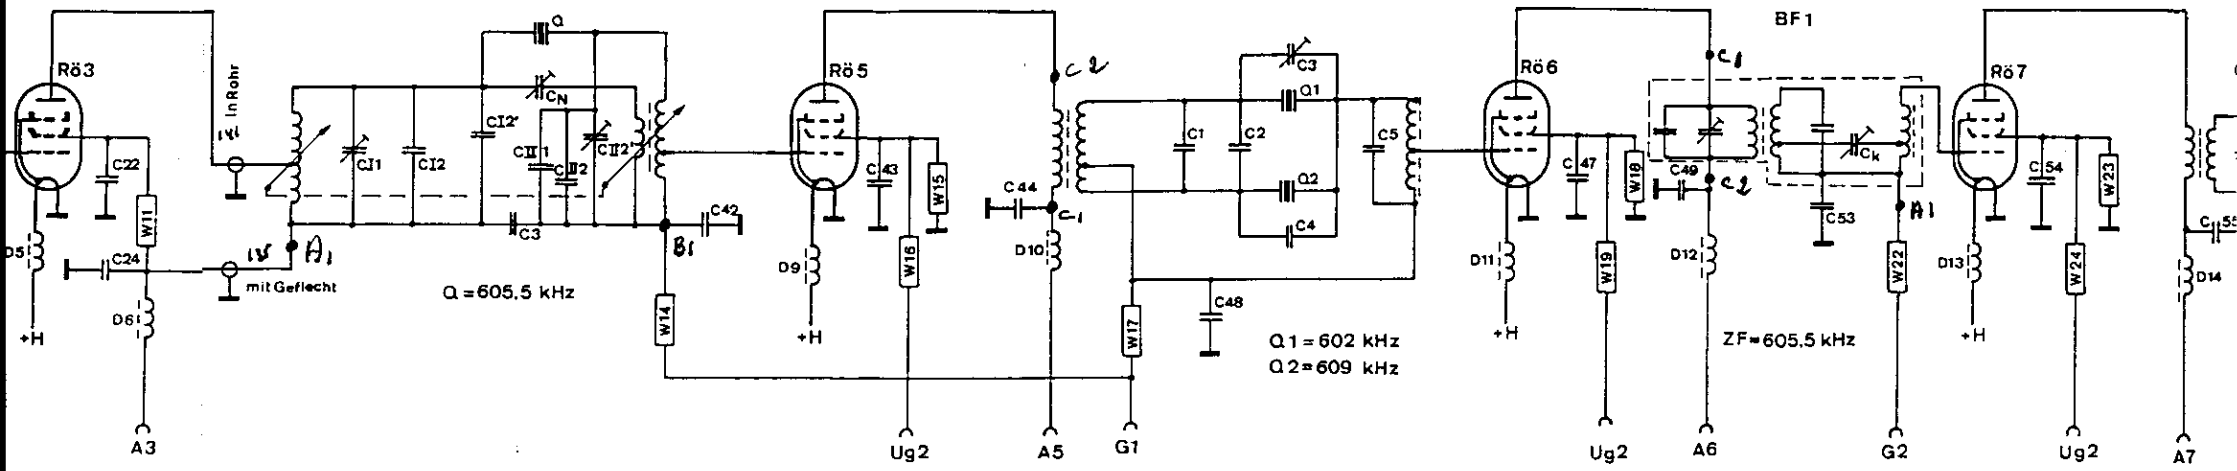 BF1
Rö3
In Rohr
Q
Rö5
C2
C3
Rö6
C1
Rö7
CN
C22
CI1
CI2
CI2'
CII1
CII2
CII2'
C43
Q1
C1
C2
C5
C47
Ck
C54
W11
W15
W18
W23
Q2
C44
C-1
C49
C2
D5
C24
A1
C3
C42
B1
D9
W16
D10
C4
D11
W19
D12
C53
A1
W22
D13
W24
C55
D14
mit Geflecht
Q=605,5 kHz
D6
W14
W17
C48
+H
+H
+H
+H
Q1=602 kHz
Q2=609 kHz
ZF=605,5 kHz
A3
Ug2
A5
G1
Ug2
A6
G2
Ug2
A7